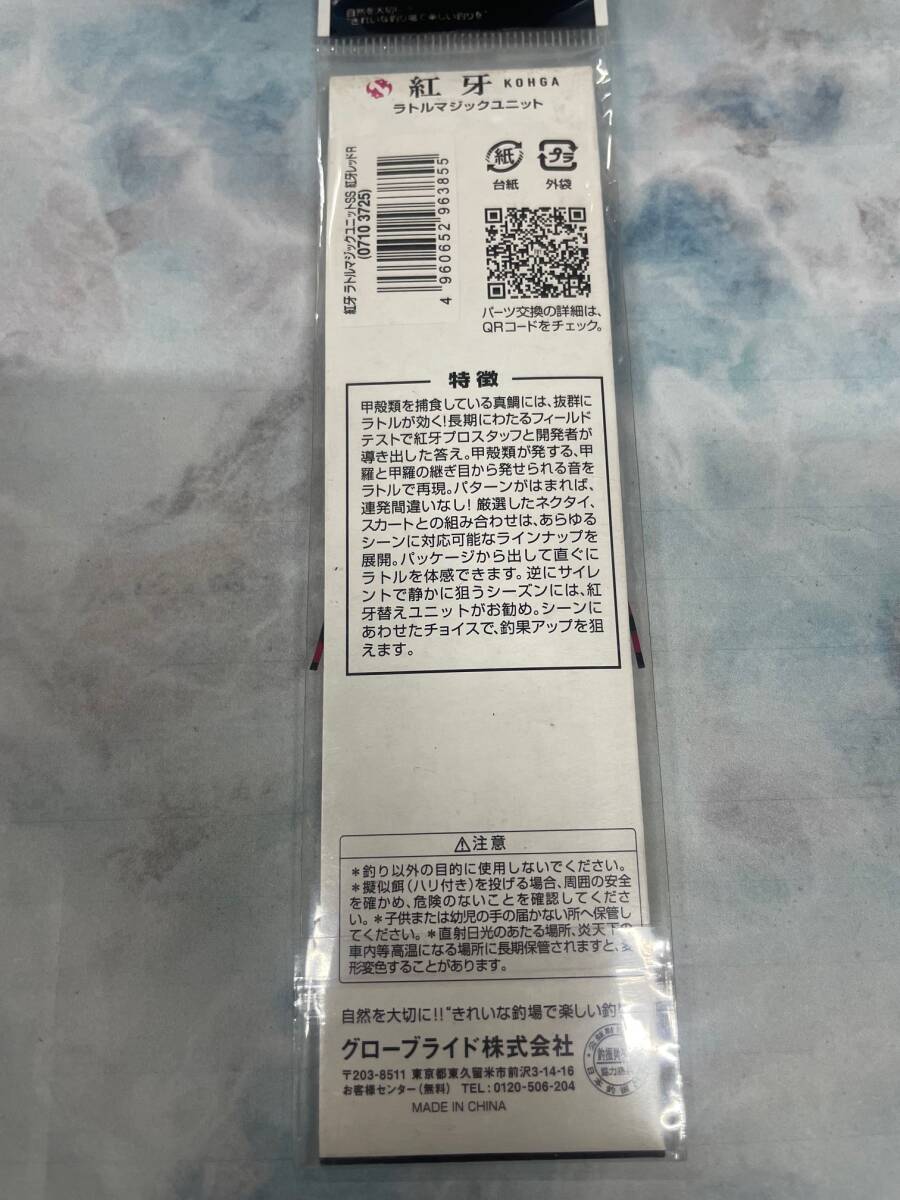 自然を大切に!!
"きれいな釣り場で楽しい釣りを"
紅牙 KOHGA
ラトルマジックユニット
紅牙 ラトルマジックユニットSS 紅牙レッドR
(0710 3725)
4 960652 963855
紙
台紙
プラ
外袋
パーツ交換の詳細は、
QRコードをチェック。
特徴
甲殻類を捕食している真鯛には、抜群に
ラトルが効く!長期にわたるフィールド
テストで紅牙プロスタッフと開発者が
導き出した答え。甲殻類が発する、甲
羅と甲羅の継ぎ目から発せられる音を
ラトルで再現。パターンがはまれば、
連発間違いなし! 厳選したネクタイ、
スカートとの組み合わせは、あらゆる
シーンに対応可能なラインナップを
展開。パッケージから出して直ぐに
ラトルを体感できます。逆にサイレ
ントで静かに狙うシーズンには、紅
牙替えユニットがお勧め。シーンに
あわせたチョイスで、釣果アップを狙
えます。
⚠注意
*釣り以外の目的に使用しないでください。
*擬似餌(ハリ付き)を投げる場合、周囲の安全
を確かめ、危険のないことを確認してくださ
い。*子供または幼児の手の届かない所へ保管し
てください。*直射日光のあたる場所、炎天下の
車内等高温になる場所に長期保管されますと、変
形変色することがあります。
自然を大切に!!"きれいな釣場で楽しい釣り
グローブライド株式会社
〒203-8511 東京都東久留米市前沢3-14-16
お客様センター(無料) TEL:0120-506-204
MADE IN CHINA